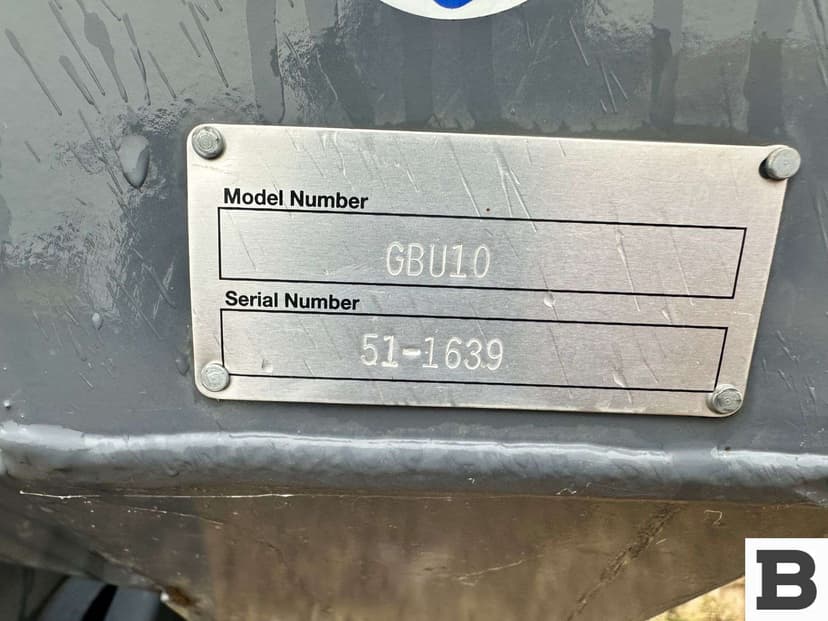 Model Number
GBU10
Serial Number
51-1639
B